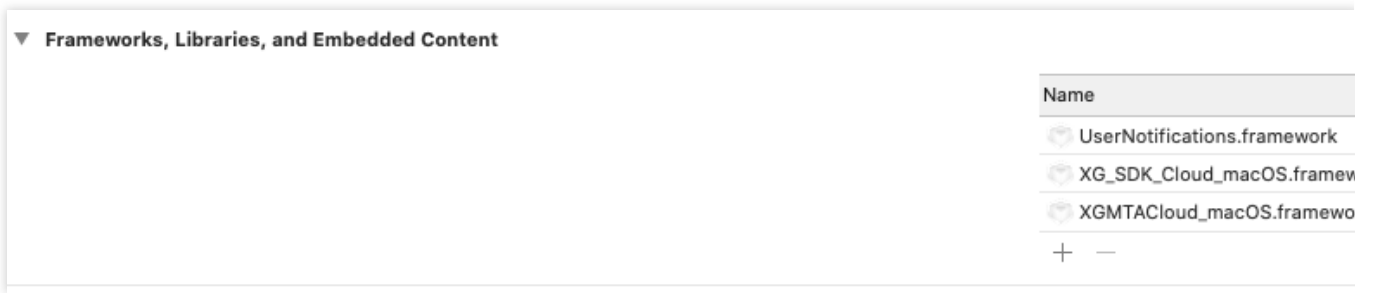 Frameworks, Libraries, and Embedded Content
Name
UserNotifications.framework
XG_SDK_Cloud_macOS.framew
XGMTACloud_macOS.framewo